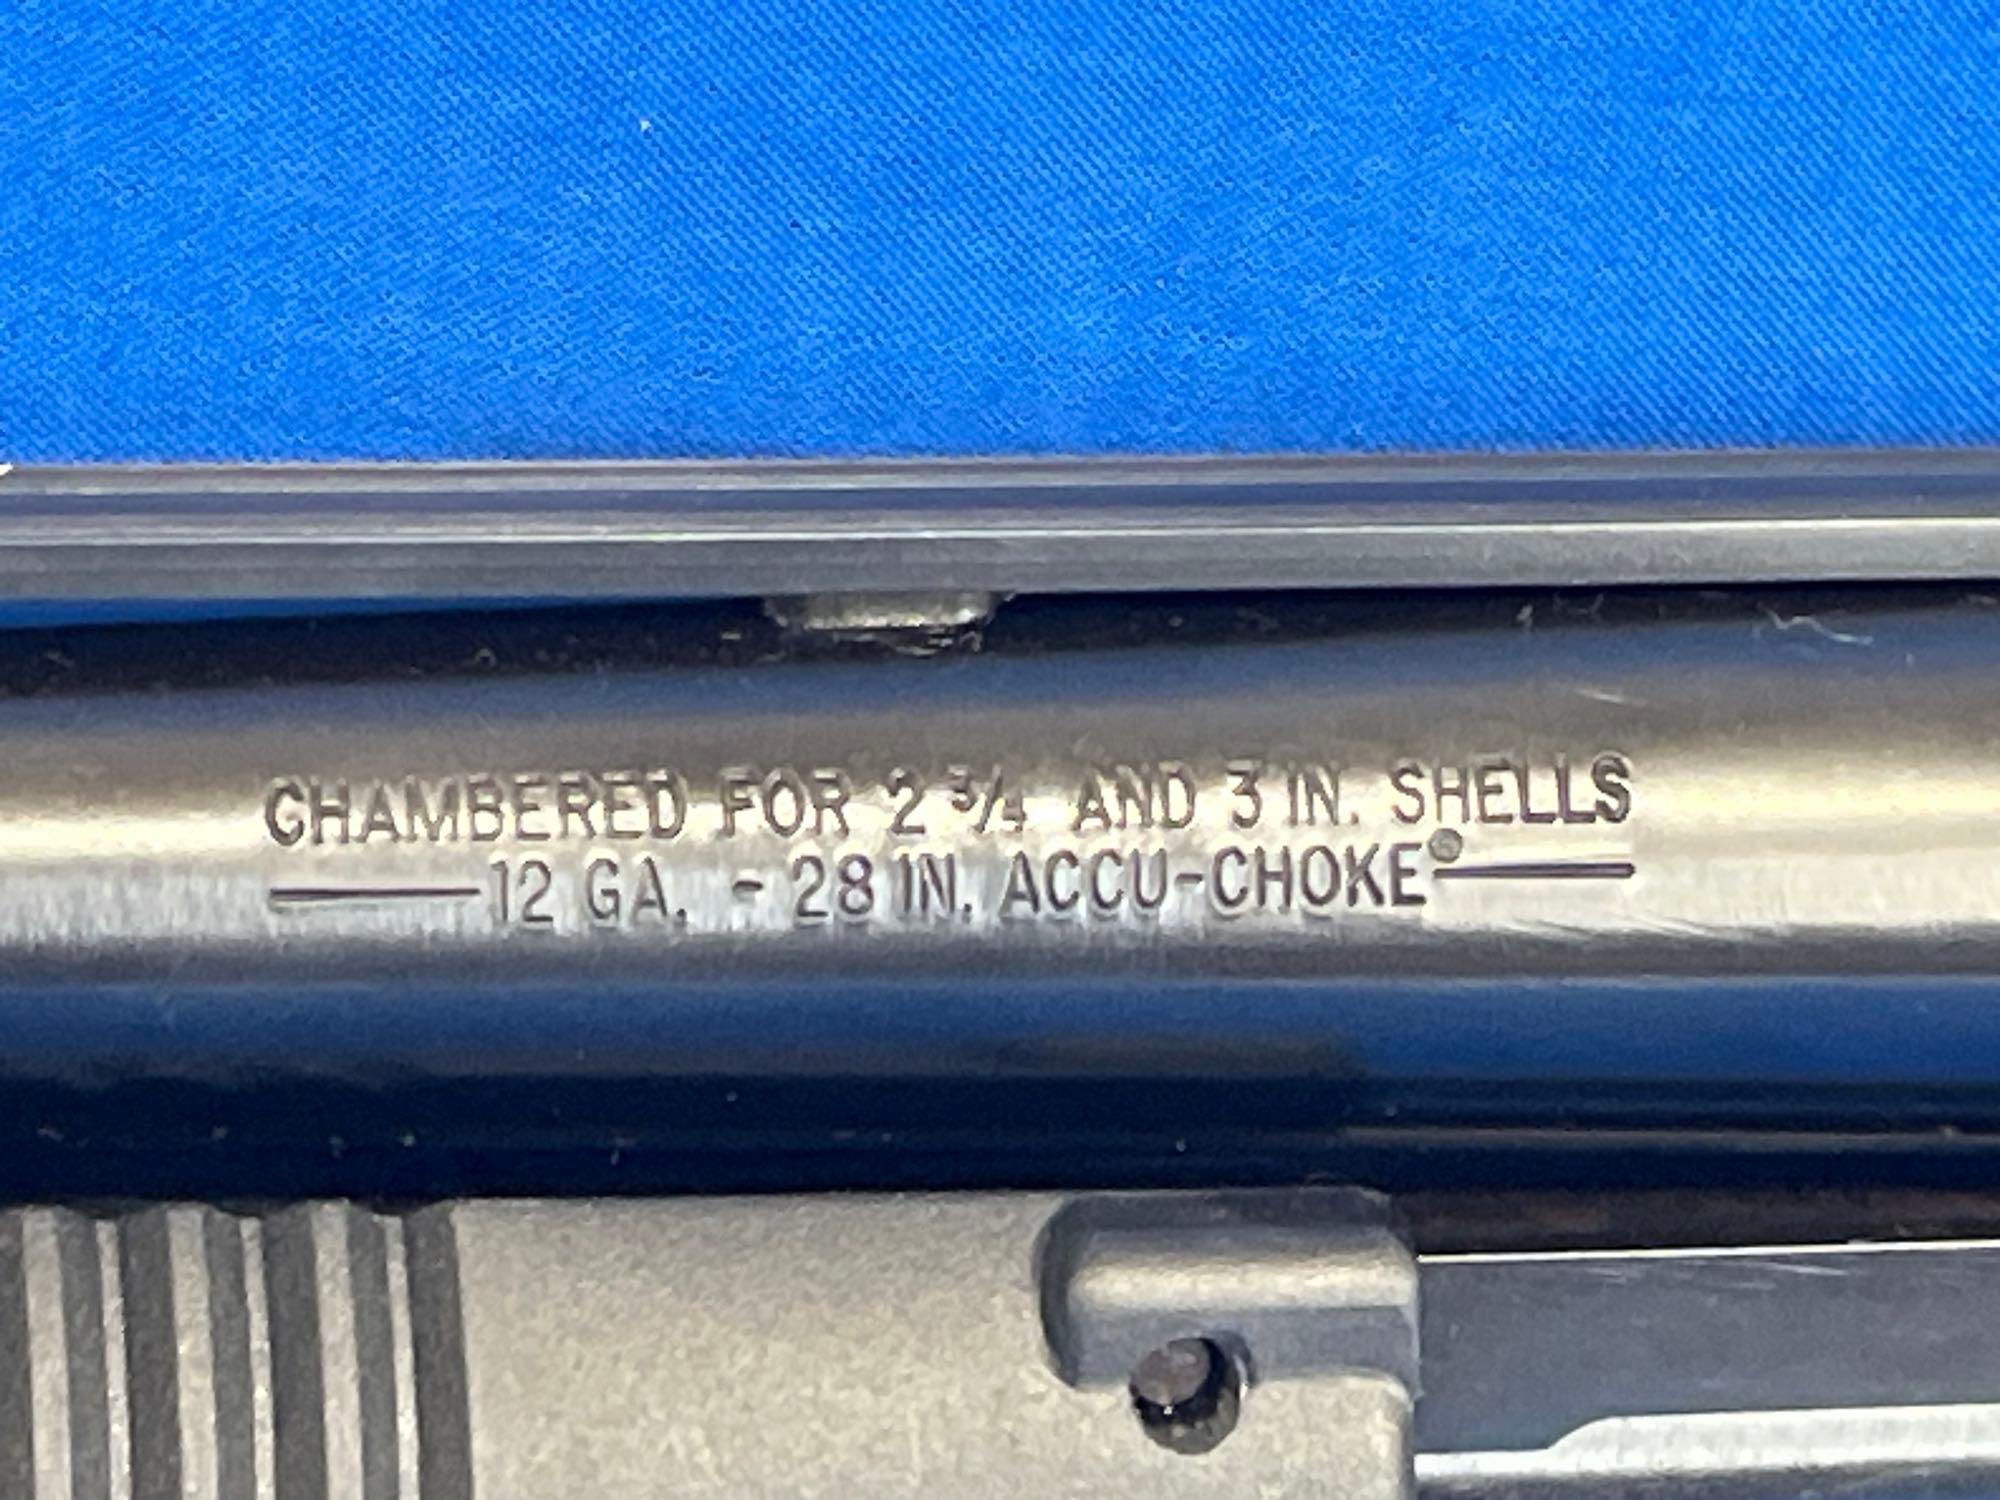 CHAMBERED FOR 2 3/4 AND 3 IN. SHELLS
12 GA. - 28 IN. ACCU-CHOKE®